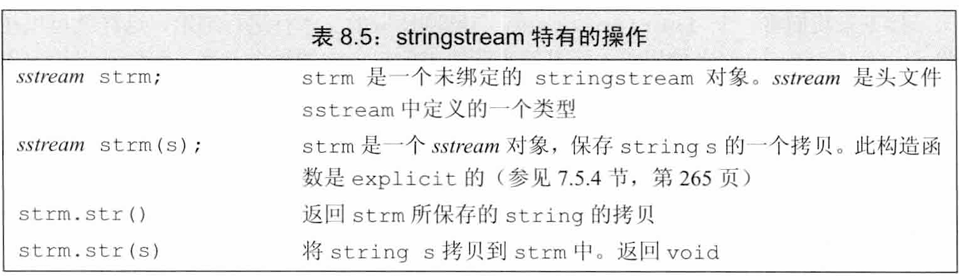 表 8.5：stringstream 特有的操作
sstream strm; strm 是一个未绑定的 stringstream 对象。sstream 是头文件
sstream 中定义的一个类型
sstream strm(s); strm 是一个 sstream 对象，保存 string s 的一个拷贝。此构造函
数是 explicit 的（参见 7.5.4 节，第 265 页）
strm.str() 返回 strm 所保存的 string 的拷贝
strm.str(s) 将 string s 拷贝到 strm 中。返回 void